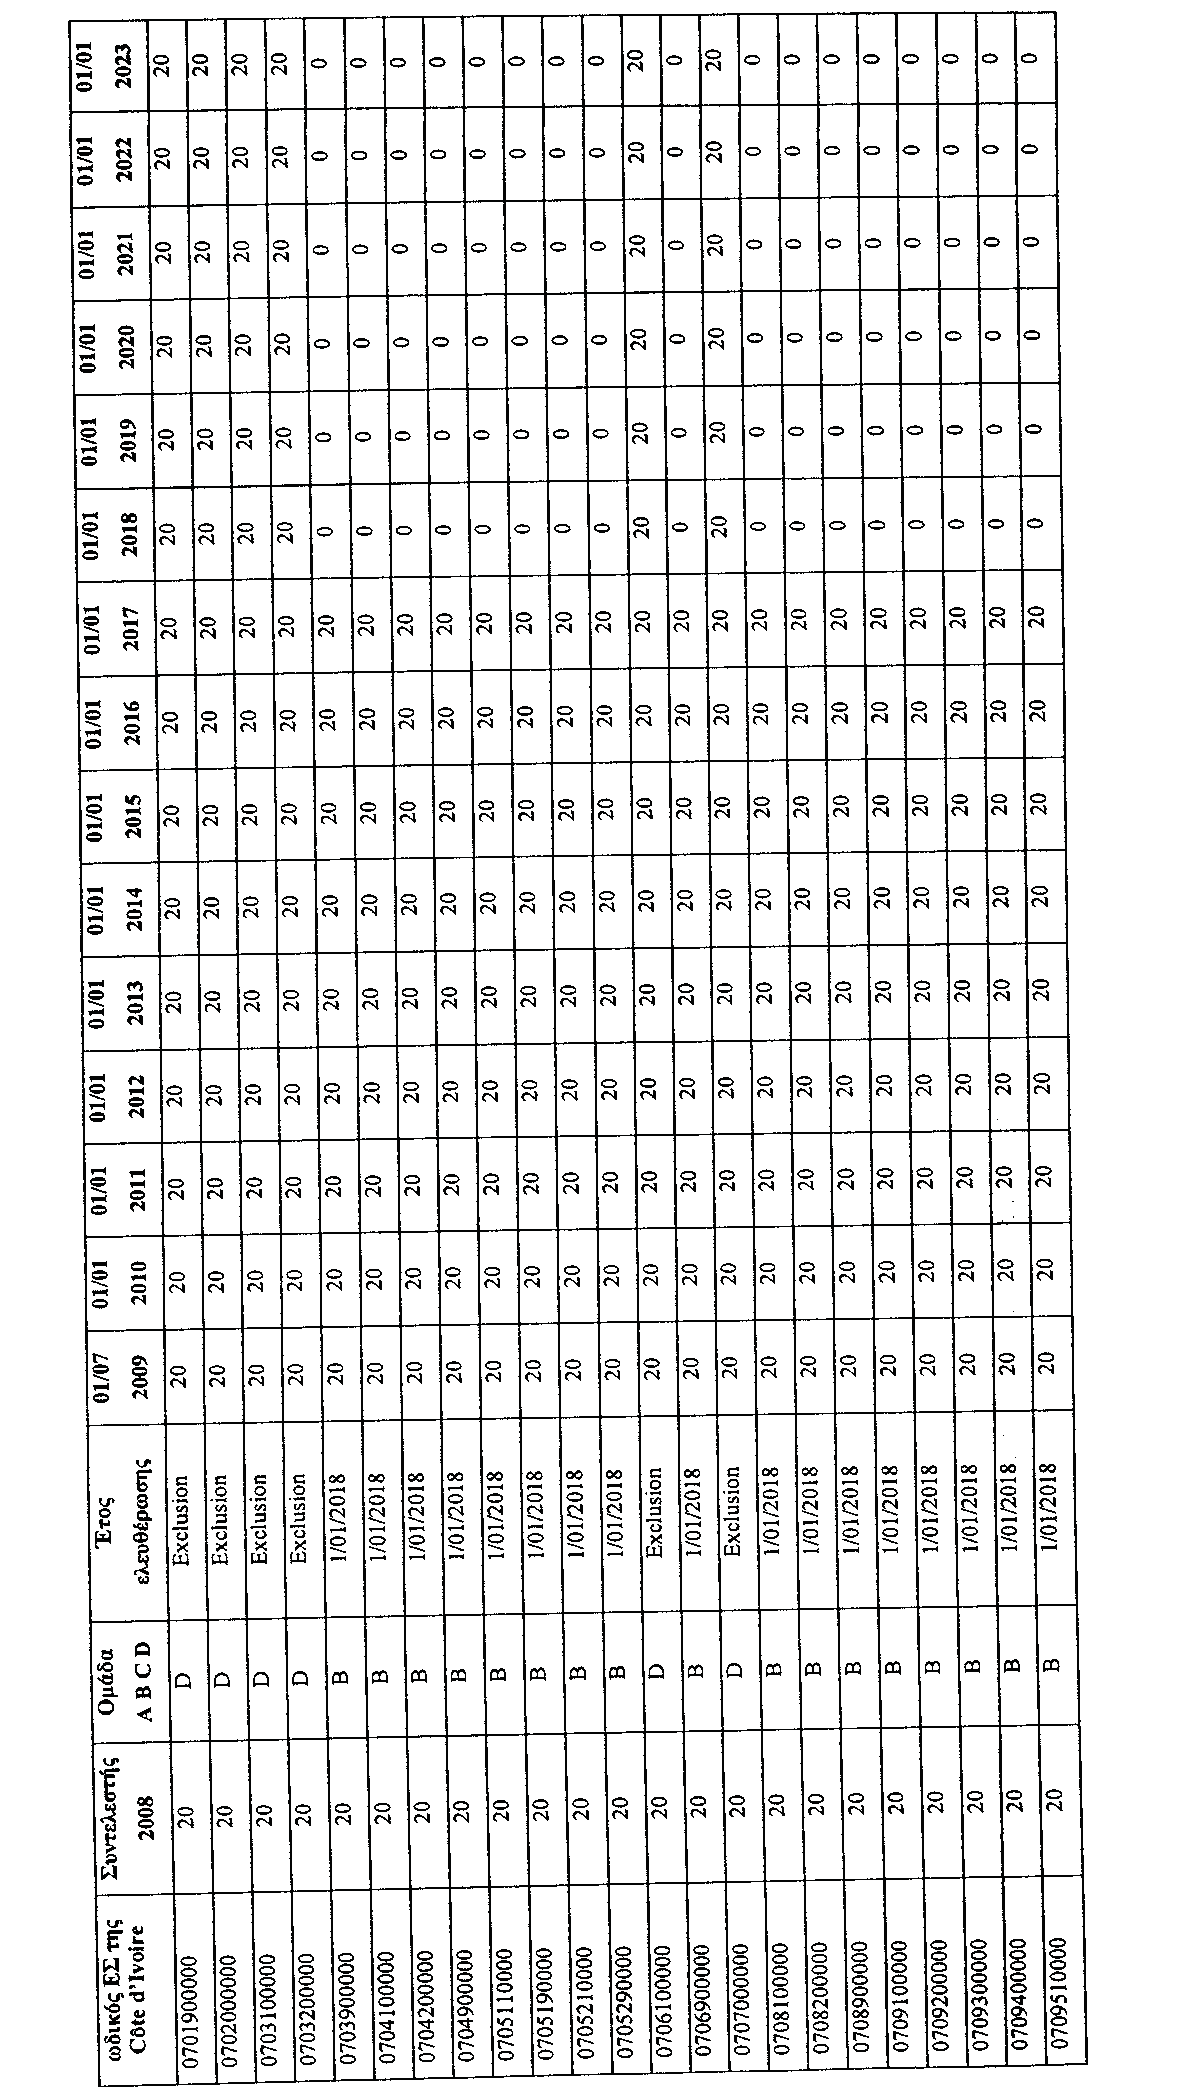 ωδικός ΕΣ της Côte d'Ivoire Συντελεστής 2008 Ομάδα A B C D Έτος ελευθέρωσης 01/07 2009 01/01 2010 01/01 2011 01/01 2012 01/01 2013 01/01 2014 01/01 2015 01/01 2016 01/01 2017 01/01 2018 01/01 2019 01/01 2020 01/01 2021 01/01 2022 01/01 2023
0701900000 20 D Exclusion 20 20 20 20 20 20 20 20 20 20 20 20 20 20 20
0702000000 20 D Exclusion 20 20 20 20 20 20 20 20 20 20 20 20 20 20 20
0703100000 20 D Exclusion 20 20 20 20 20 20 20 20 20 20 20 20 20 20 20
0703200000 20 D Exclusion 20 20 20 20 20 20 20 20 20 20 20 20 20 20 20
0703900000 20 B 1/01/2018 20 20 20 20 20 20 20 20 20 0 0 0 0 0 0
0704100000 20 B 1/01/2018 20 20 20 20 20 20 20 20 20 0 0 0 0 0 0
0704200000 20 B 1/01/2018 20 20 20 20 20 20 20 20 20 0 0 0 0 0 0
0704900000 20 B 1/01/2018 20 20 20 20 20 20 20 20 20 0 0 0 0 0 0
0705110000 20 B 1/01/2018 20 20 20 20 20 20 20 20 20 0 0 0 0 0 0
0705190000 20 B 1/01/2018 20 20 20 20 20 20 20 20 20 0 0 0 0 0 0
0705210000 20 B 1/01/2018 20 20 20 20 20 20 20 20 20 0 0 0 0 0 0
0705290000 20 B 1/01/2018 20 20 20 20 20 20 20 20 20 0 0 0 0 0 0
0706100000 20 D Exclusion 20 20 20 20 20 20 20 20 20 20 20 20 20 20 20
0706900000 20 B 1/01/2018 20 20 20 20 20 20 20 20 20 0 0 0 0 0 0
0707000000 20 D Exclusion 20 20 20 20 20 20 20 20 20 20 20 20 20 20 20
0708100000 20 B 1/01/2018 20 20 20 20 20 20 20 20 20 0 0 0 0 0 0
0708200000 20 B 1/01/2018 20 20 20 20 20 20 20 20 20 0 0 0 0 0 0
0708900000 20 B 1/01/2018 20 20 20 20 20 20 20 20 20 0 0 0 0 0 0
0709100000 20 B 1/01/2018 20 20 20 20 20 20 20 20 20 0 0 0 0 0 0
0709200000 20 B 1/01/2018 20 20 20 20 20 20 20 20 20 0 0 0 0 0 0
0709300000 20 B 1/01/2018 20 20 20 20 20 20 20 20 20 0 0 0 0 0 0
0709400000 20 B 1/01/2018 20 20 20 20 20 20 20 20 20 0 0 0 0 0 0
0709510000 20 B 1/01/2018 20 20 20 20 20 20 20 20 20 0 0 0 0 0 0